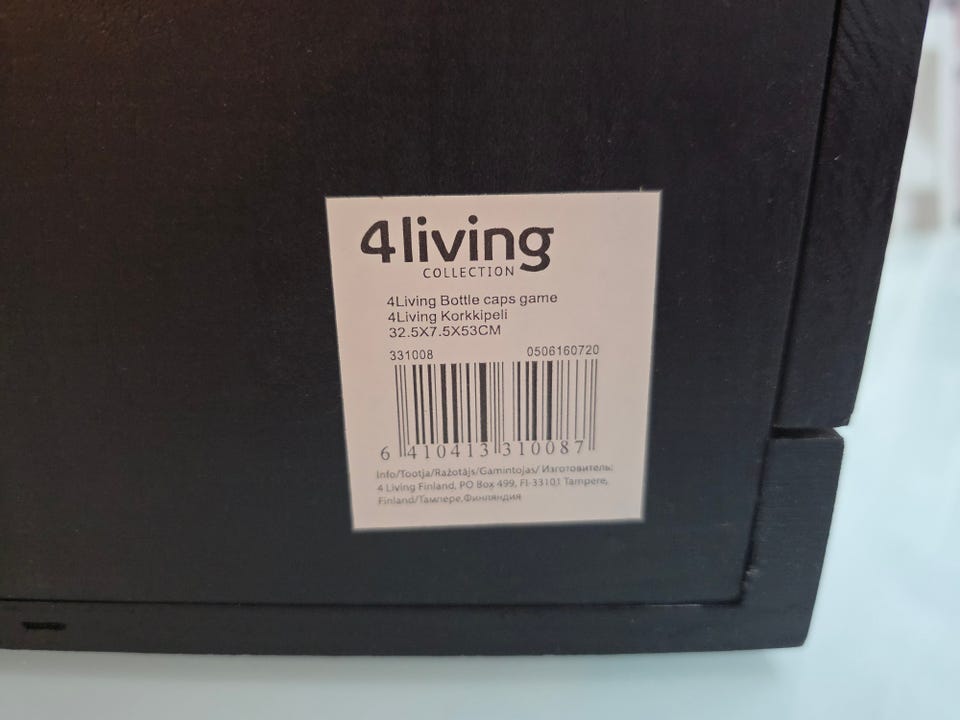 4living
COLLECTION
4Living Bottle caps game
4Living Korkkipeli
32.5X7.5X53CM
331008 0506160720
6 410413 310087
Info/Tootja/Ražotājs/Gamintojas/ Изготовитель:
4 Living Finland, PO Box 499, FI-33101 Tampere,
Finland/Тампере,Финляндия